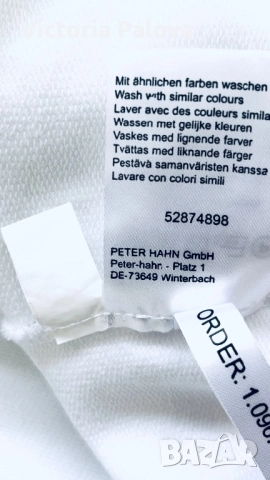 Mit ähnlichen farben waschen
Wash with similar colours
Laver avec des couleurs simila
Wassen met gelijke kleuren
Vaskes med lignende farver
Tvättas med liknande färger
Pestävä samanväristen kanssa
Lavare con colori simili
52874898
PETER HAHN GmbH
Peter-hahn - Platz 1
DE-73649 Winterbach
ORDER: 1.090
BAZAR.BG